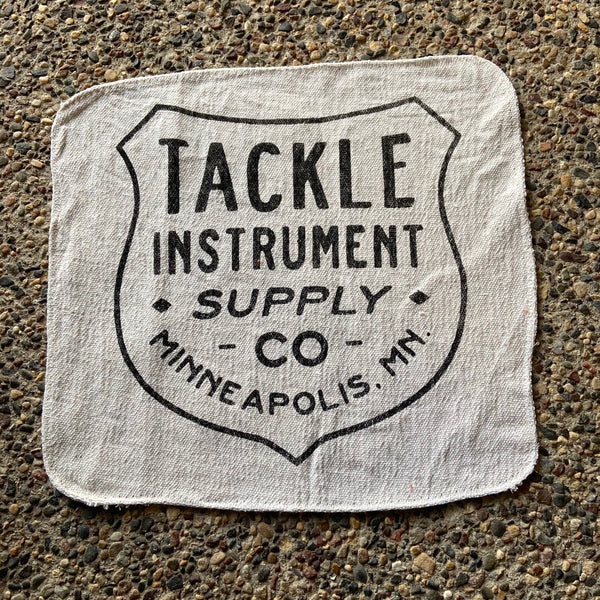 TACKLE
INSTRUMENT
SUPPLY
- CO -
MINNEAPOLIS, MN.